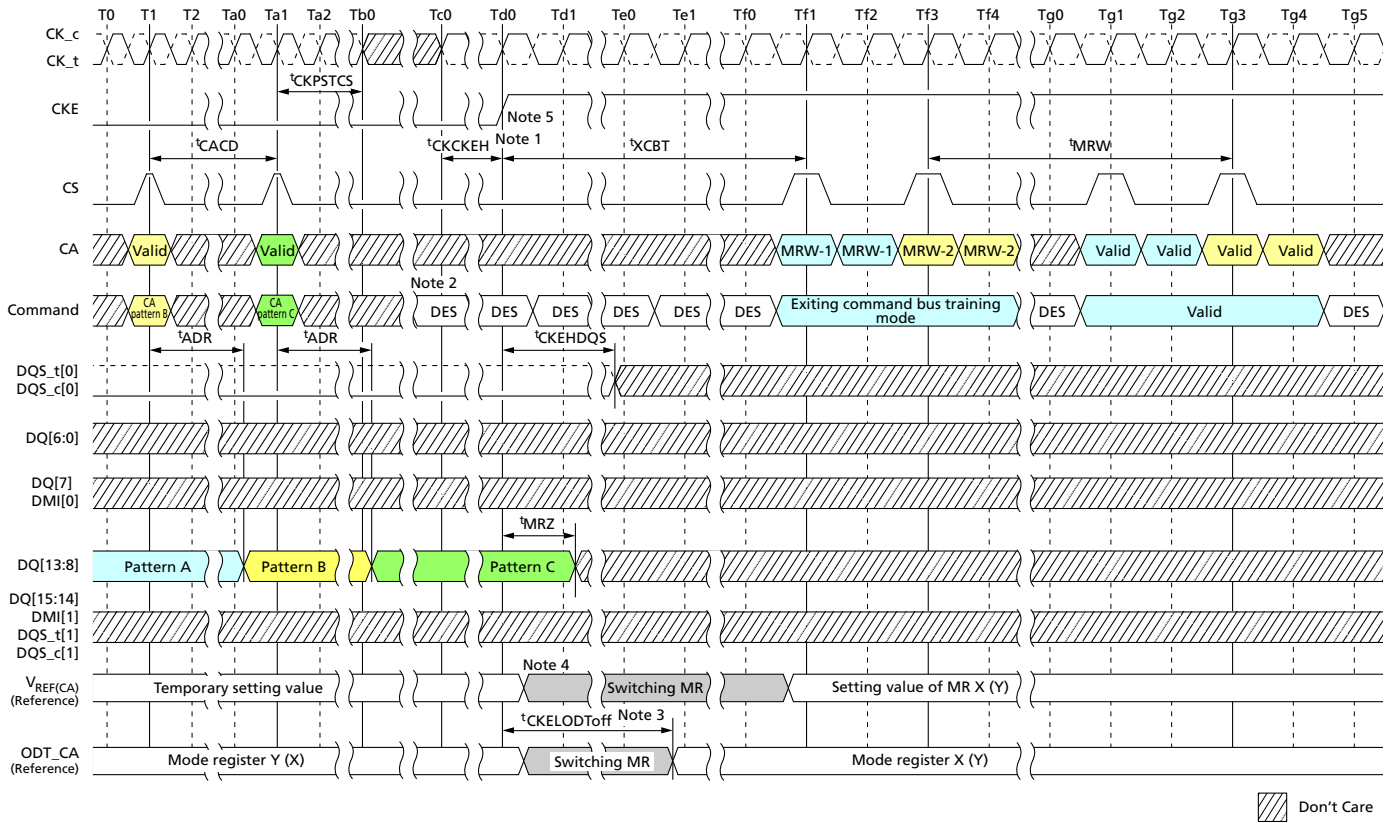 T0 T1 T2 Ta0 Ta1 Ta2 Tb0 Tc0 Td0 Td1 Te0 Te1 Tf0 Tf1 Tf2 Tf3 Tf4 Tg0 Tg1 Tg2 Tg3 Tg4 Tg5
CK_c
CK_t
tCKPSTCS
CKE
Note 5
tCACD
tCKCKEH
Note 1
tXCBT
tMRW
CS
CA
Valid Valid MRW-1 MRW-1 MRW-2 MRW-2 Valid Valid Valid Valid
Note 2
Command
CA
pattern B
CA
pattern C
DES DES DES DES DES DES
Exiting command bus training
mode
DES Valid DES
tADR tADR tCKEHDQS
DQS_t[0]
DQS_c[0]
DQ[6:0]
DQ[7]
DMI[0]
tMRZ
DQ[13:8]
Pattern A Pattern B Pattern C
DQ[15:14]
DMI[1]
DQS_t[1]
DQS_c[1]
Note 4
VREF(CA)
(Reference)
Temporary setting value Switching MR Setting value of MR X (Y)
tCKELODToff Note 3
ODT_CA
(Reference)
Mode register Y (X) Switching MR Mode register X (Y)
Don't Care